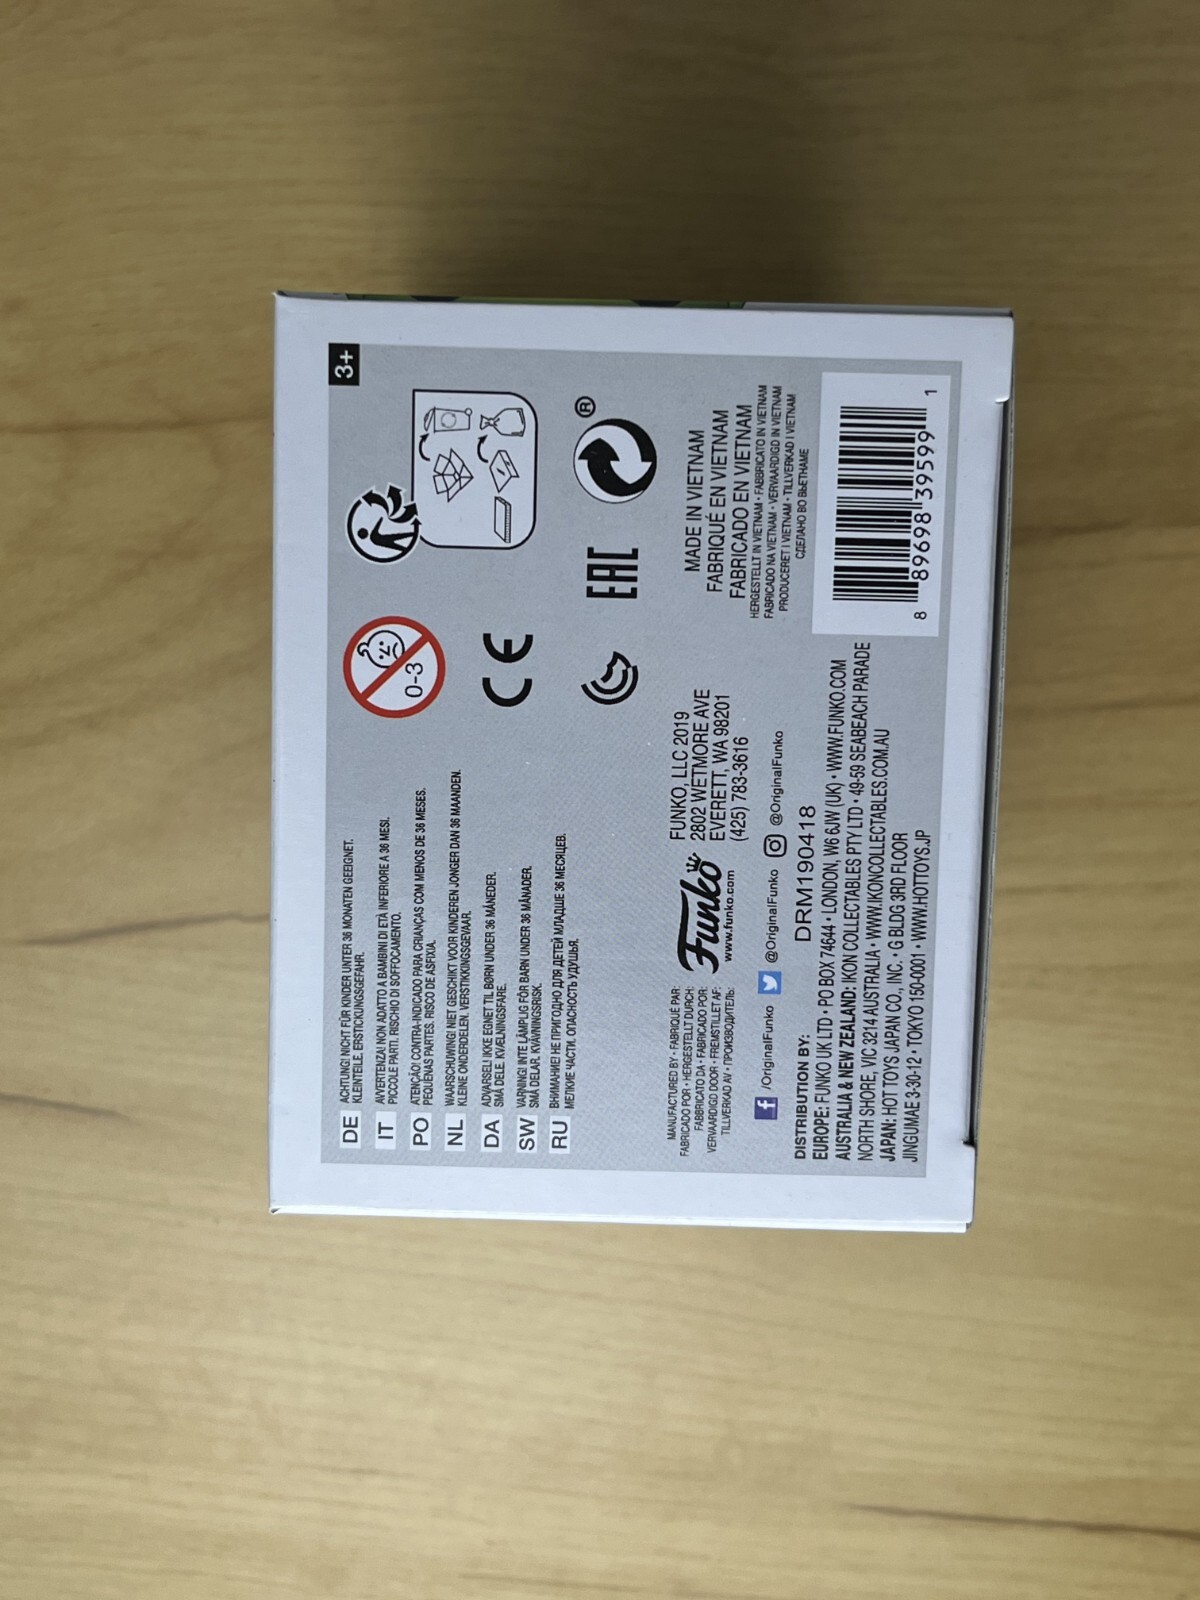 DE ACHTUNG! NICHT FÜR KINDER UNTER 36 MONATEN GEEIGNET.
KLEINTEILE, ERSTICKUNGSGEFAHR.
IT AVVERTENZA! NON ADATTO A BAMBINI DI ETÀ INFERIORE A 36 MESI.
PICCOLE PARTI. RISCHIO DI SOFFOCAMENTO.
PO ATENÇÃO! CONTRA-INDICADO PARA CRIANÇAS COM MENOS DE 36 MESES.
PEQUENAS PARTES. RISCO DE ASFIXIA.
NL WAARSCHUWING! NIET GESCHIKT VOOR KINDEREN JONGER DAN 36 MAANDEN.
KLEINE ONDERDELEN. VERSTIKKINGSGEVAAR.
DA ADVARSEL! IKKE EGNET TIL BØRN UNDER 36 MÅNEDER.
SMÅ DELE. KVÆLNINGSFARE.
SW VARNING! INTE LÄMPLIG FÖR BARN UNDER 36 MÅNADER.
SMÅ DELAR. KVÄVNINGSRISK.
RU ВНИМАНИЕ! НЕ ПРИГОДНО ДЛЯ ДЕТЕЙ МЛАДШЕ 36 МЕСЯЦЕВ.
МЕЛКИЕ ЧАСТИ. ОПАСНОСТЬ УДУШЬЯ.
0-3
3+
CE
EAC
®
MANUFACTURED BY • FABRIQUÉ PAR:
FABRICADO POR • HERGESTELLT DURCH:
FABBRICATO DA • FABRICADO POR:
VERVAARDIGD DOOR • FREMSTILLET AF:
TILLVERKAD AV • ПРОИЗВОДИТЕЛЬ:
Funko
www.funko.com
FUNKO, LLC 2019
2802 WETMORE AVE
EVERETT, WA 98201
(425) 783-3616
f /OriginalFunko @OriginalFunko @OriginalFunko
MADE IN VIETNAM
FABRIQUÉ EN VIETNAM
FABRICADO EN VIETNAM
HERGESTELLT IN VIETNAM • FABBRICATO IN VIETNAM
FABRICADO NA VIETNAM • VERVAARDIGD IN VIETNAM
PRODUCERET I VIETNAM • TILLVERKAD I VIETNAM
СДЕЛАНО ВО ВЬЕТНАМЕ
DRM190418
DISTRIBUTION BY:
EUROPE: FUNKO UK LTD • PO BOX 74644 • LONDON, W6 6JW (UK) • WWW.FUNKO.COM
AUSTRALIA & NEW ZEALAND: IKON COLLECTABLES PTY LTD • 49-59 SEABEACH PARADE
NORTH SHORE, VIC 3214 AUSTRALIA • WWW.IKONCOLLECTABLES.COM.AU
JAPAN: HOT TOYS JAPAN CO., INC. • G BLDG 3RD FLOOR
JINGUMAE 3-30-12 • TOKYO 150-0001 • WWW.HOTTOYS.JP
8 89698 39599 1